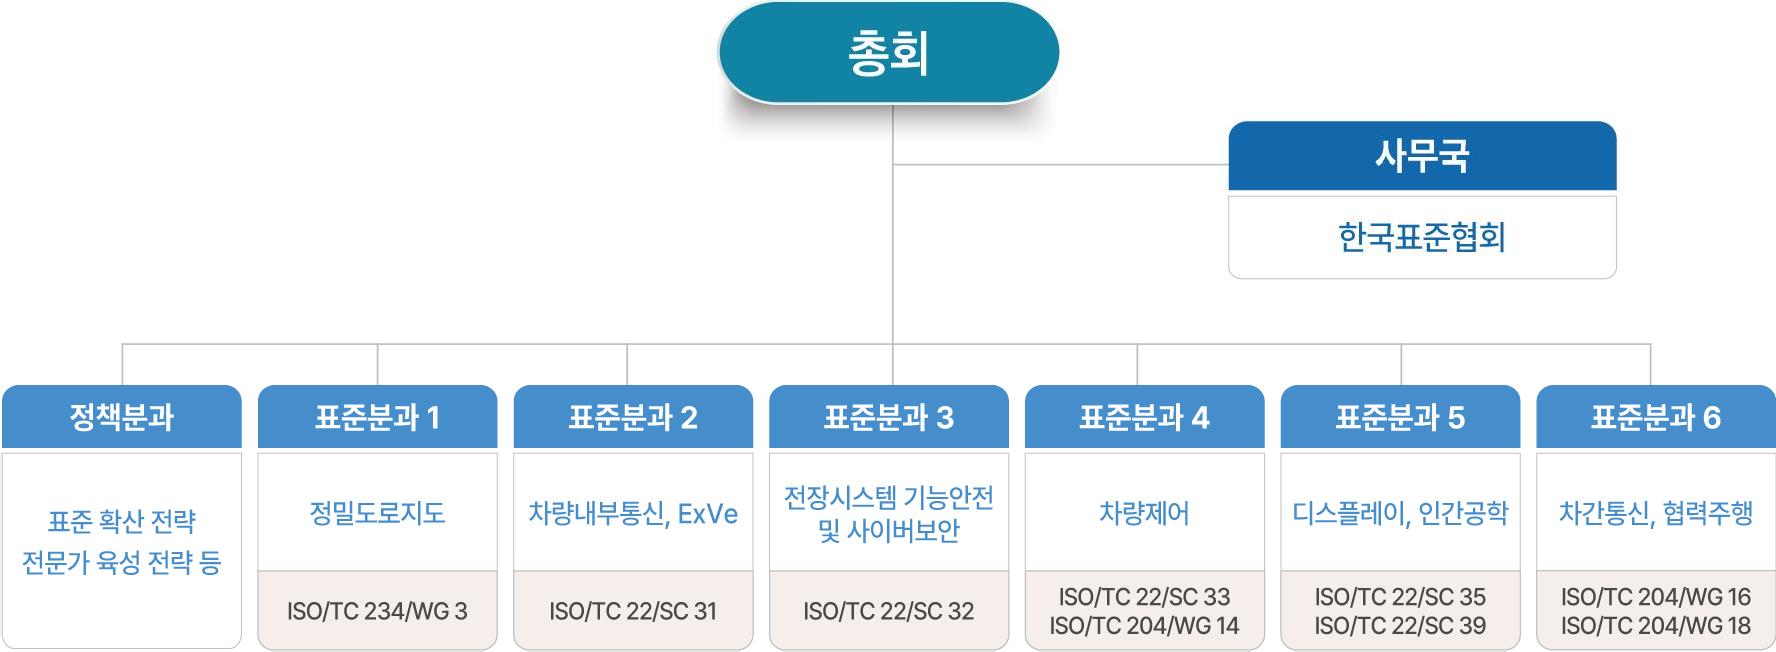 총회
사무국
한국표준협회
정책분과
표준 확산 전략
전문가 육성 전략 등
표준분과 1
정밀도로지도
ISO/TC 234/WG 3
표준분과 2
차량내부통신, ExVe
ISO/TC 22/SC 31
표준분과 3
전장시스템 기능안전
및 사이버보안
ISO/TC 22/SC 32
표준분과 4
차량제어
ISO/TC 22/SC 33
ISO/TC 204/WG 14
표준분과 5
디스플레이, 인간공학
ISO/TC 22/SC 35
ISO/TC 22/SC 39
표준분과 6
차간통신, 협력주행
ISO/TC 204/WG 16
ISO/TC 204/WG 18